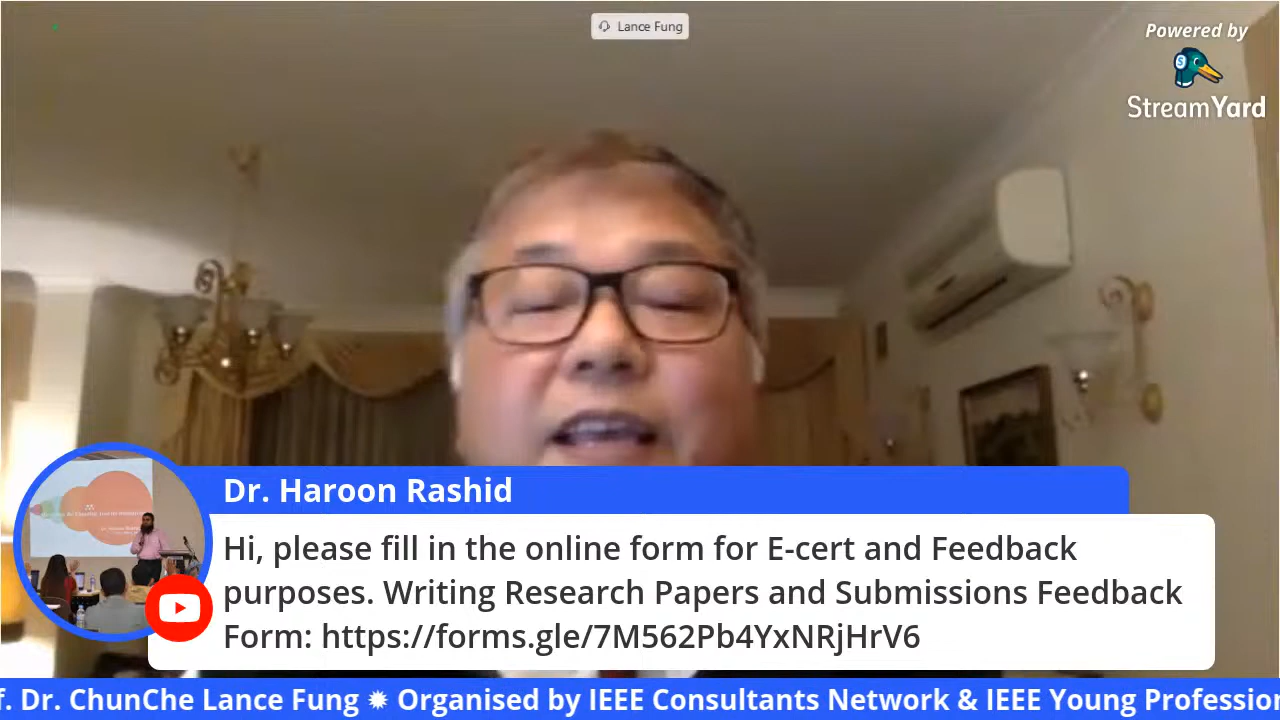 Lance Fung
Powered by
StreamYard
Dr. Haroon Rashid
Hi, please fill in the online form for E-cert and Feedback
purposes. Writing Research Papers and Submissions Feedback
Form: https://forms.gle/7M562Pb4YxNRjHrV6
f. Dr. ChunChe Lance Fung ✹ Organised by IEEE Consultants Network & IEEE Young Profession